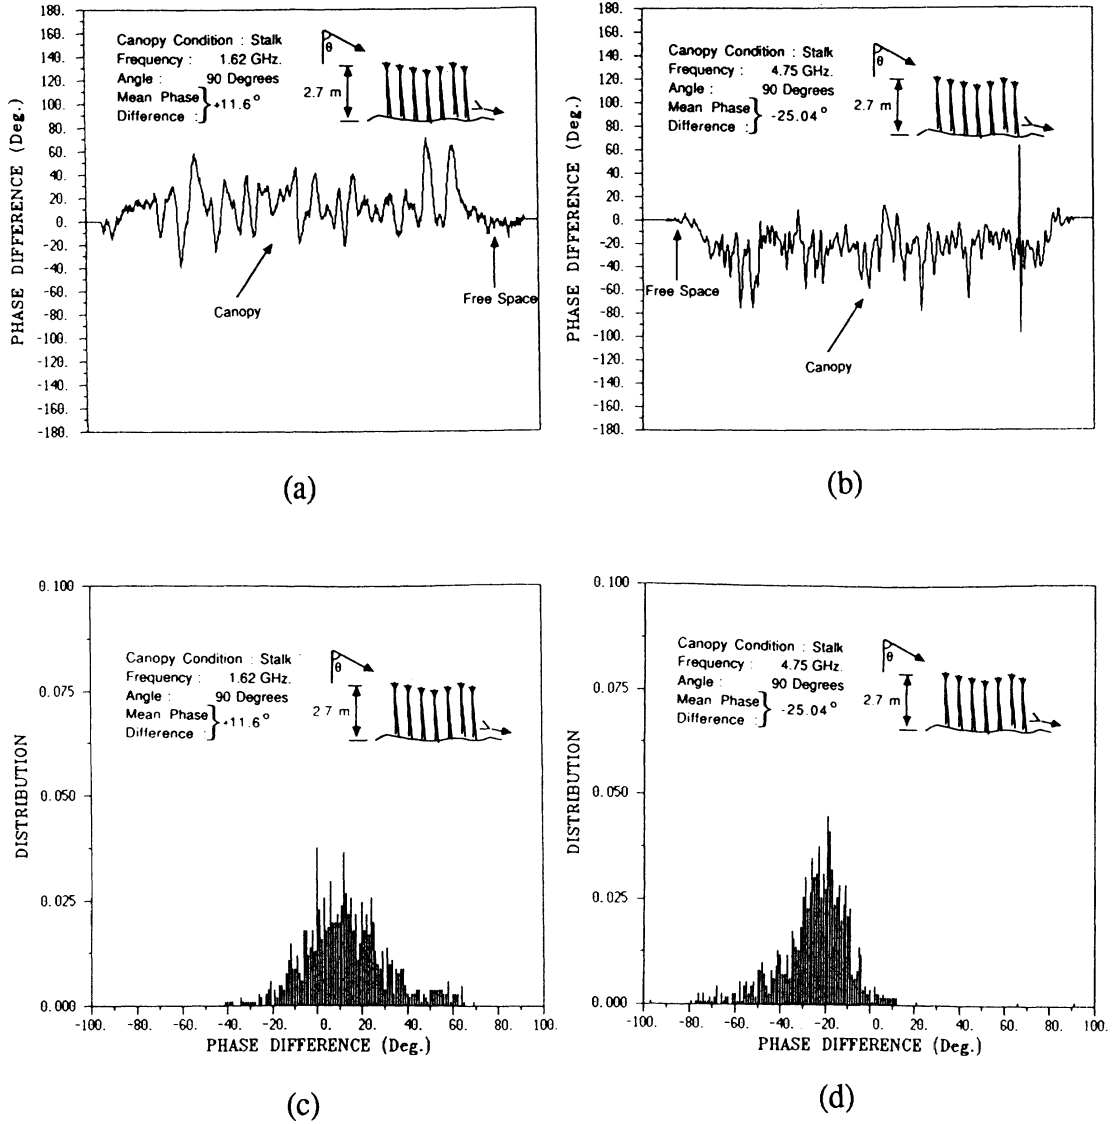 180.
160.
140.
120.
100.
80.
60.
40.
20.
0.
-20.
-40.
-60.
-80.
-100.
-120.
-140.
-160.
-180.
PHASE DIFFERENCE (Deg.)
Canopy Condition : Stalk
Frequency : 1.62 GHz.
Angle : 90 Degrees
Mean Phase
Difference :
+11.6°
θ
2.7 m
Canopy
Free Space
(a)
180.
160.
140.
120.
100.
80.
60.
40.
20.
0.
-20.
-40.
-60.
-80.
-100.
-120.
-140.
-160.
-180.
PHASE DIFFERENCE (Deg.)
Canopy Condition : Stalk
Frequency : 4.75 GHz.
Angle : 90 Degrees
Mean Phase
Difference :
-25.04°
θ
2.7 m
Free Space
Canopy
(b)
0.100
0.075
0.050
0.025
0.000
DISTRIBUTION
Canopy Condition : Stalk
Frequency : 1.62 GHz.
Angle : 90 Degrees
Mean Phase
Difference :
+11.6°
θ
2.7 m
-100. -80. -60. -40. -20. 0. 20. 40. 60. 80. 100.
PHASE DIFFERENCE (Deg.)
(c)
0.100
0.075
0.050
0.025
0.000
DISTRIBUTION
Canopy Condition : Stalk
Frequency : 4.75 GHz.
Angle : 90 Degrees
Mean Phase
Difference :
-25.04°
θ
2.7 m
-100. -80. -60. -40. -20. 0. 20. 40. 60. 80. 100.
PHASE DIFFERENCE (Deg.)
(d)